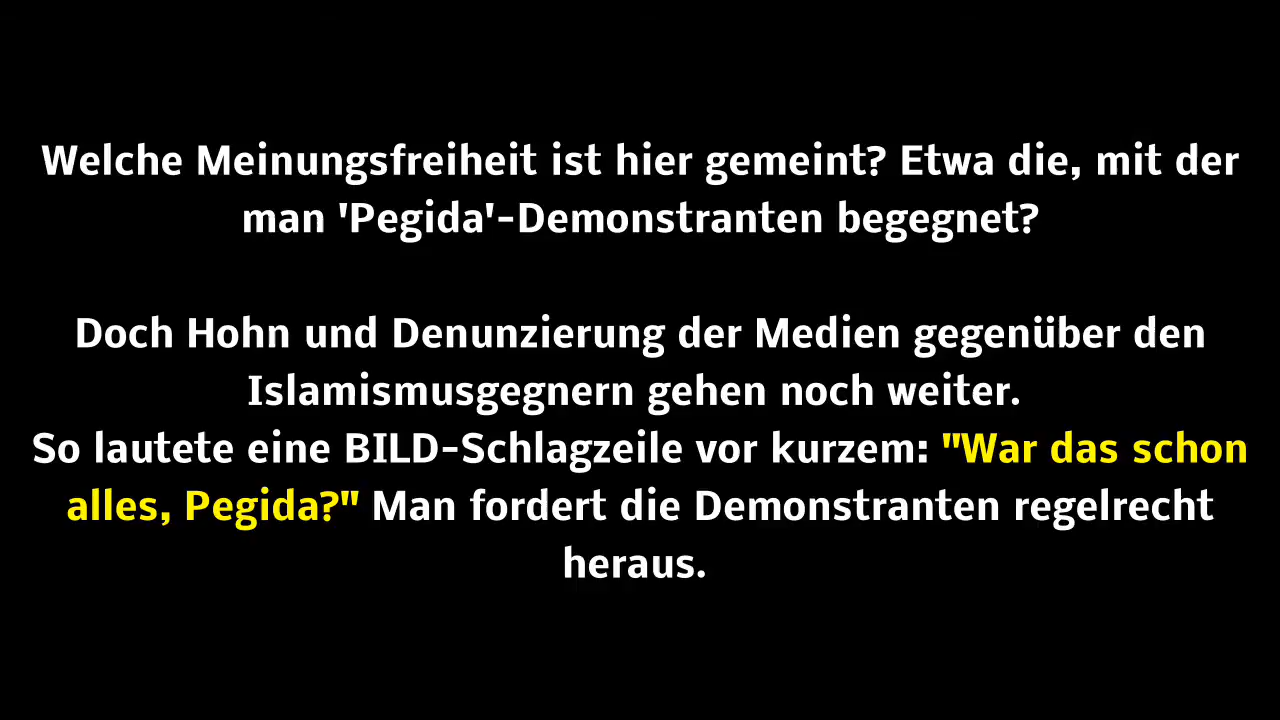 Welche Meinungsfreiheit ist hier gemeint? Etwa die, mit der
man 'Pegida'-Demonstranten begegnet?
Doch Hohn und Denunzierung der Medien gegenüber den
Islamismusgegnern gehen noch weiter.
So lautete eine BILD-Schlagzeile vor kurzem: "War das schon
alles, Pegida?" Man fordert die Demonstranten regelrecht
heraus.